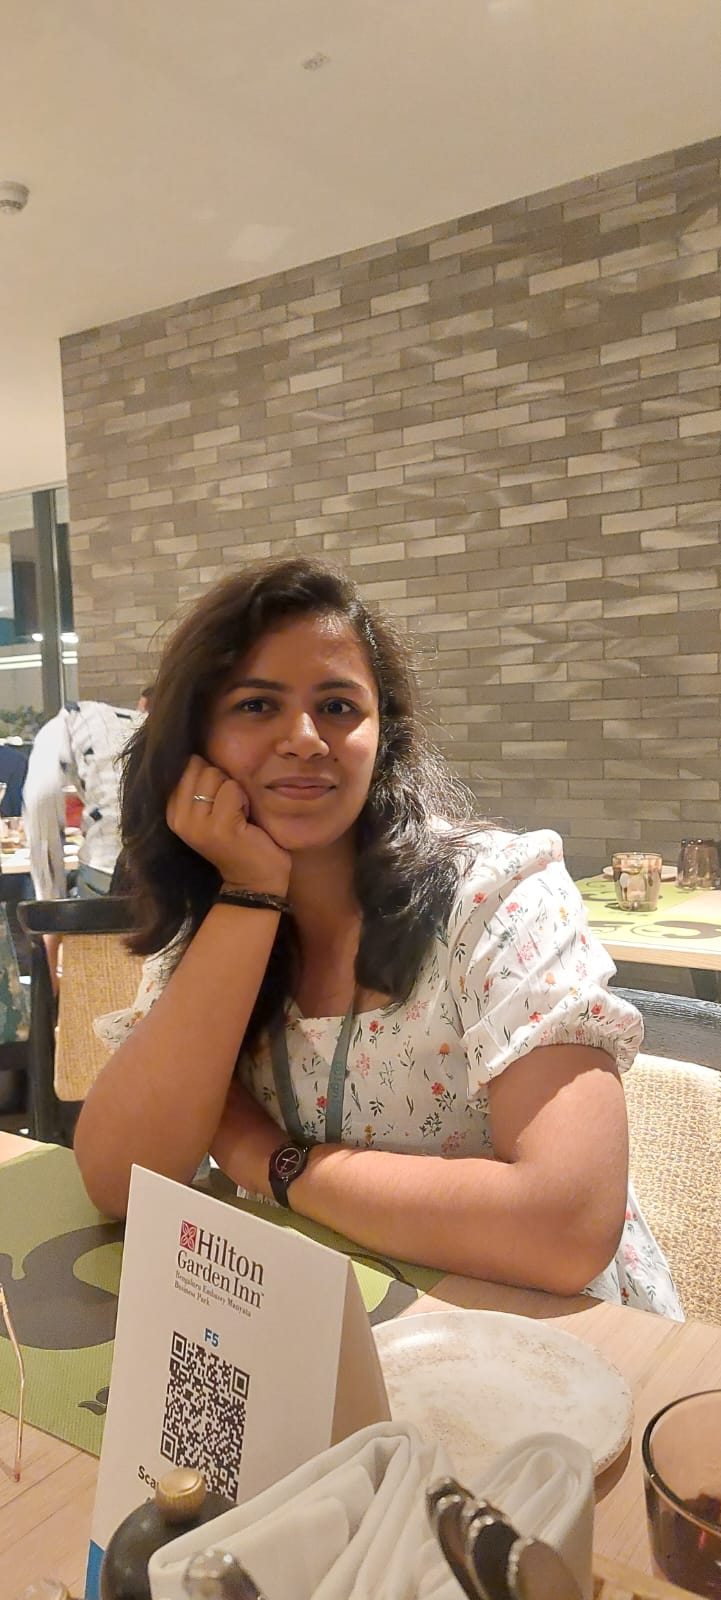 Hilton
Garden Inn
Bengaluru Embassy Manyata
Business Park
F5